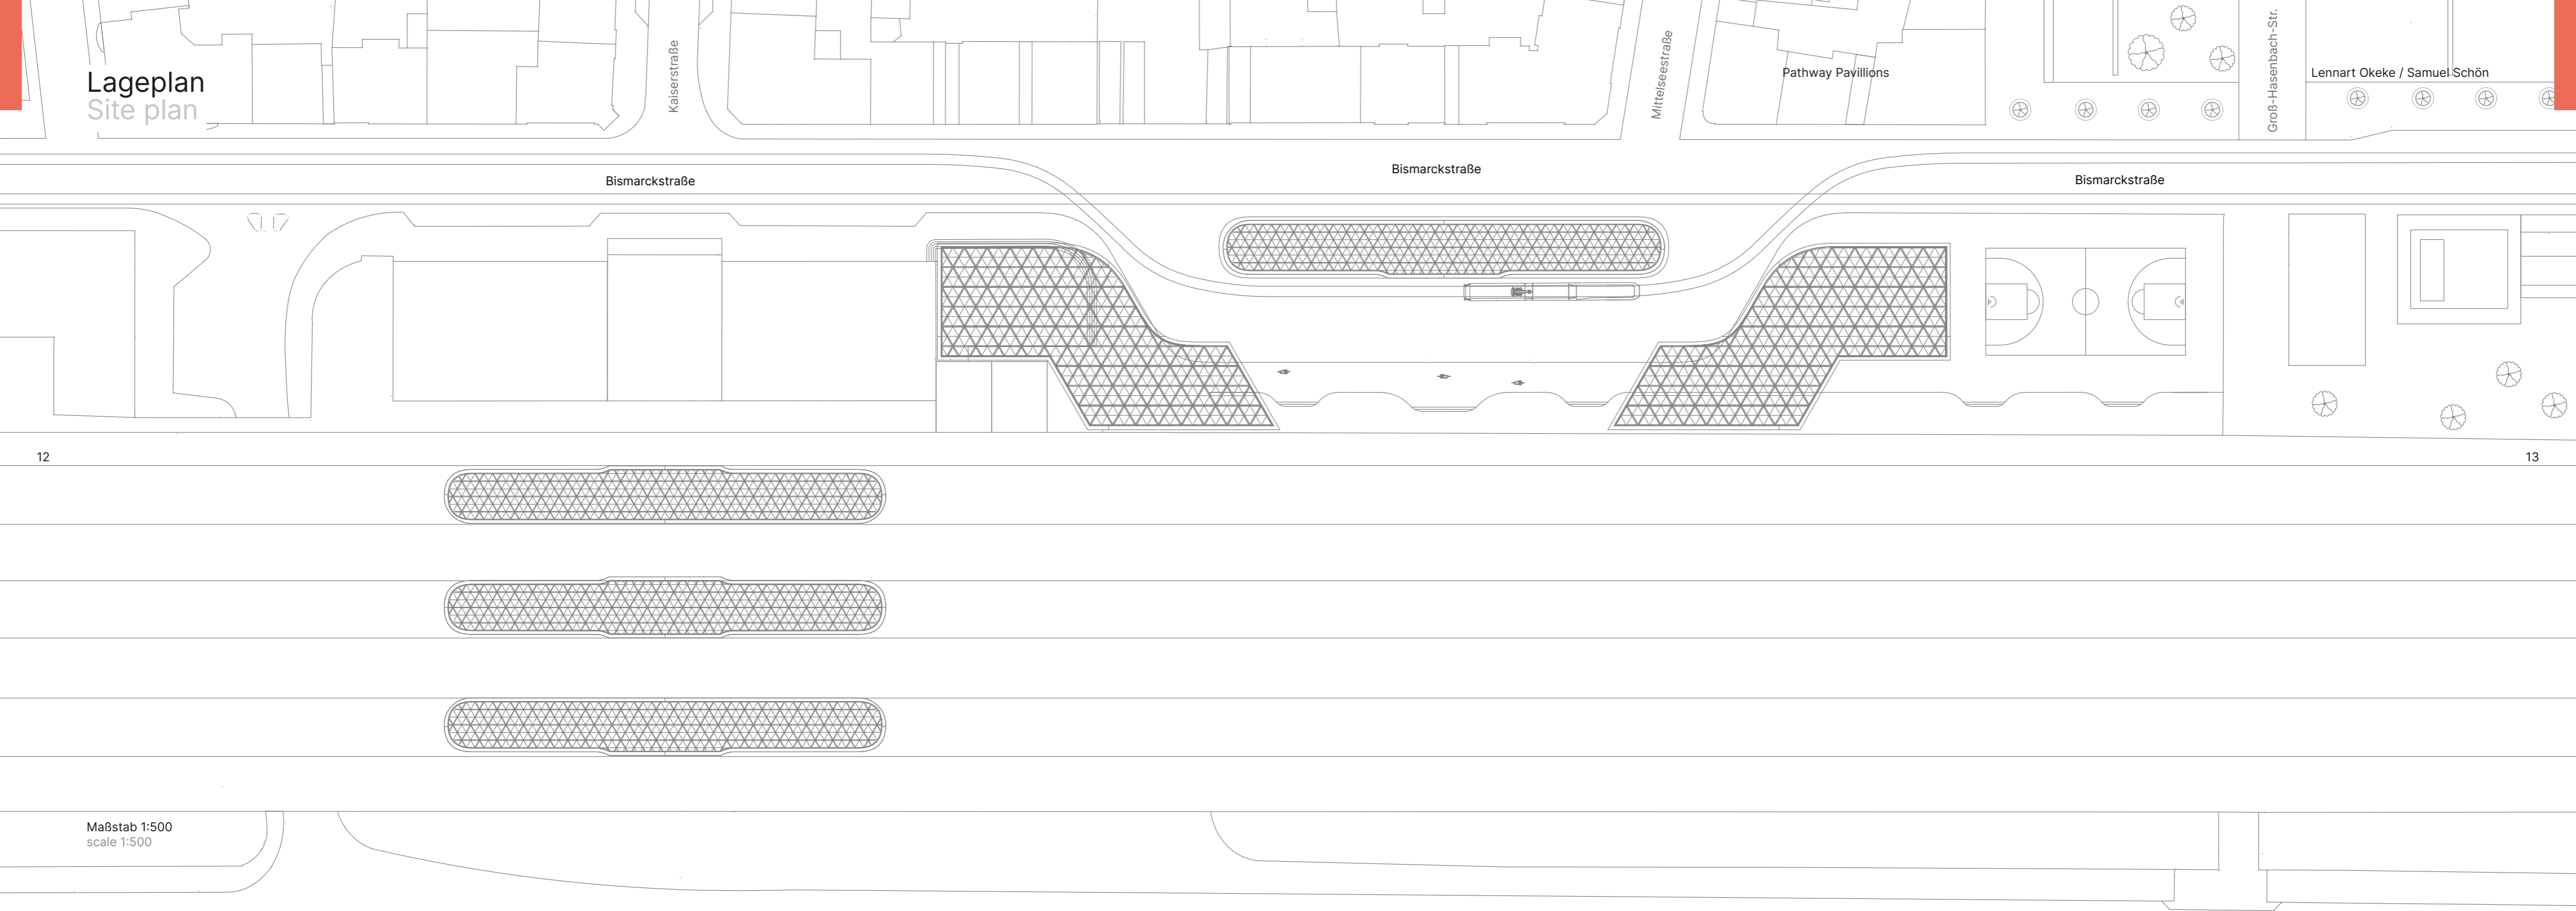 Lageplan
Site plan
Kaiserstraße
Mittelseestraße
Pathway Pavillions
Groß-Hasenbach-Str.
Lennart Okeke / Samuel Schön
Bismarckstraße
Bismarckstraße
Bismarckstraße
12
13
Maßstab 1:500
scale 1:500